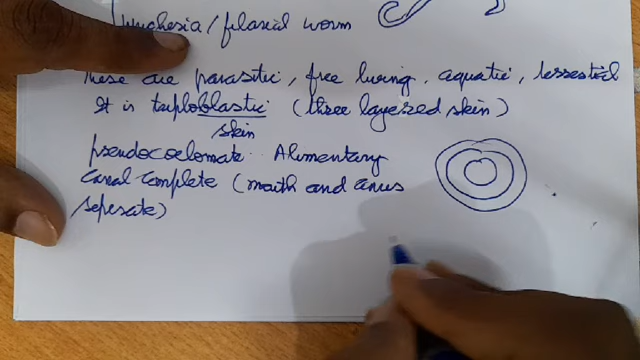 / filarial worm
These are parasitic, free living, aquatic, terrestrial
It is triploblastic (three layered skin)
skin
pseudocoelomate. Alimentary
canal complete (mouth and anus
seperate)